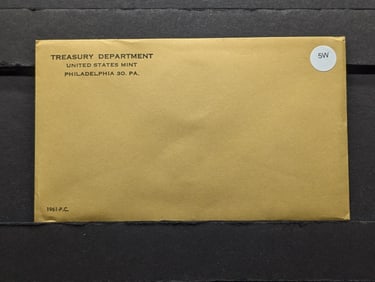 TREASURY DEPARTMENT
UNITED STATES MINT
PHILADELPHIA 30. PA.
5W
1961-P.C.